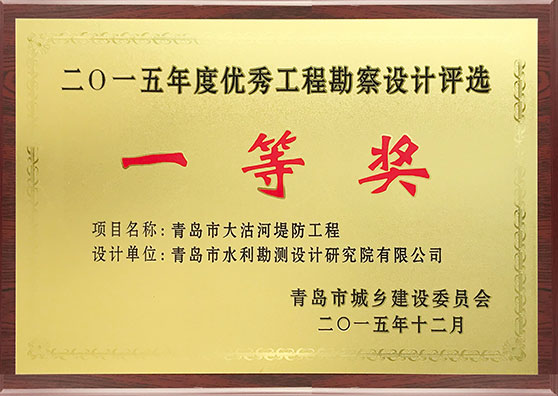 二〇一五年度优秀工程勘察设计评选
一等奖
项目名称：青岛市大沽河堤防工程
设计单位：青岛市水利勘测设计研究院有限公司
青岛市城乡建设委员会
二〇一五年十二月